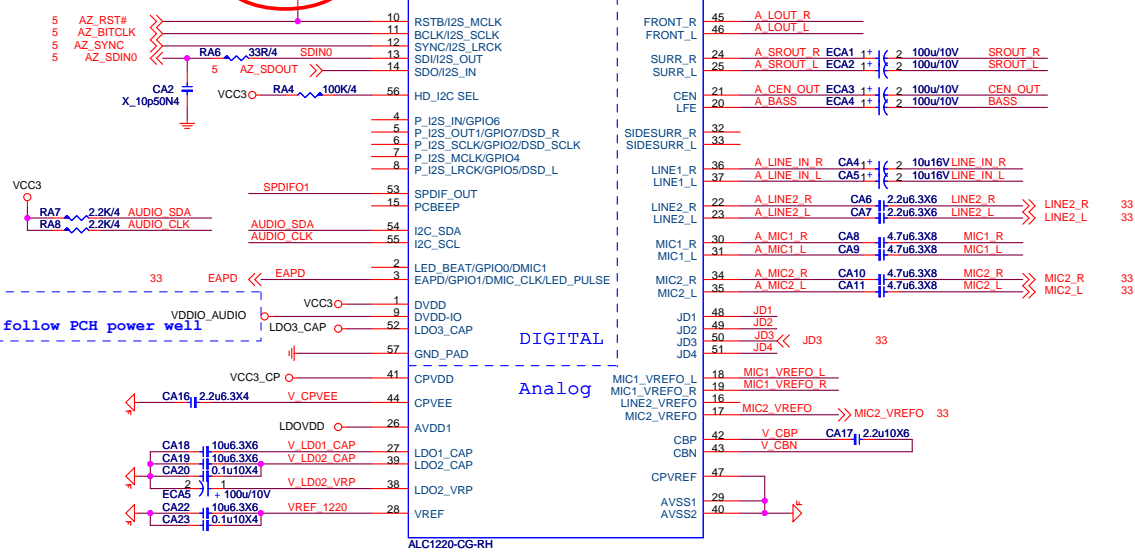 5 AZ_RST#
5 AZ_BITCLK
5 AZ_SYNC
5 AZ_SDIN0
RA6 33R/4 SDIN0
5 AZ_SDOUT
CA2
X_10p50N4
VCC3 RA4 100K/4
VCC3
RA7 2.2K/4 AUDIO_SDA
RA8 2.2K/4 AUDIO_CLK
SPDIFO1
AUDIO_SDA
AUDIO_CLK
33 EAPD EAPD
VCC3
VDDIO_AUDIO
follow PCH power well
LDO3_CAP
VCC3_CP
CA16 2.2u6.3X4 V_CPVEE
LDOVDD
CA18 10u6.3X6 V_LD01_CAP
CA19 10u6.3X6 V_LD02_CAP
CA20 0.1u10X4
2 1 V_LD02_VRP
ECA5 + 100u/10V
CA22 10u6.3X6 VREF_1220
CA23 0.1u10X4
10 RSTB/I2S_MCLK
11 BCLK/I2S_SCLK
12 SYNC/I2S_LRCK
13 SDI/I2S_OUT
14 SDO/I2S_IN
56 HD_I2C SEL
4 P_I2S_IN/GPIO6
5 P_I2S_OUT1/GPIO7/DSD_R
6 P_I2S_SCLK/GPIO2/DSD_SCLK
7 P_I2S_MCLK/GPIO4
8 P_I2S_LRCK/GPIO5/DSD_L
53 SPDIF_OUT
15 PCBEEP
54 I2C_SDA
55 I2C_SCL
2 LED_BEAT/GPIO0/DMIC1
3 EAPD/GPIO1/DMIC_CLK/LED_PULSE
1 DVDD
9 DVDD-IO
52 LDO3_CAP
57 GND_PAD
41 CPVDD
44 CPVEE
26 AVDD1
27 LDO1_CAP
39 LDO2_CAP
38 LDO2_VRP
28 VREF
DIGITAL
Analog
ALC1220-CG-RH
FRONT_R 45 A_LOUT_R
FRONT_L 46 A_LOUT_L
SURR_R 24 A_SROUT_R ECA1 1 + 2 100u/10V SROUT_R
SURR_L 25 A_SROUT_L ECA2 1 + 2 100u/10V SROUT_L
CEN 21 A_CEN_OUT ECA3 1 + 2 100u/10V CEN_OUT
LFE 20 A_BASS ECA4 1 + 2 100u/10V BASS
SIDESURR_R 32
SIDESURR_L 33
LINE1_R 36 A_LINE_IN_R CA4 1 + 2 10u16V LINE_IN_R
LINE1_L 37 A_LINE_IN_L CA5 1 + 2 10u16V LINE_IN_L
LINE2_R 22 A_LINE2_R CA6 2.2u6.3X6 LINE2_R LINE2_R 33
LINE2_L 23 A_LINE2_L CA7 2.2u6.3X6 LINE2_L LINE2_L 33
MIC1_R 30 A_MIC1_R CA8 4.7u6.3X8 MIC1_R
MIC1_L 31 A_MIC1_L CA9 4.7u6.3X8 MIC1_L
MIC2_R 34 A_MIC2_R CA10 4.7u6.3X8 MIC2_R MIC2_R 33
MIC2_L 35 A_MIC2_L CA11 4.7u6.3X8 MIC2_L MIC2_L 33
JD1 48 JD1
JD2 49 JD2
JD3 50 JD3 JD3 33
JD4 51 JD4
MIC1_VREFO_L 18 MIC1_VREFO_L
MIC1_VREFO_R 19 MIC1_VREFO_R
LINE2_VREFO 16
MIC2_VREFO 17 MIC2_VREFO MIC2_VREFO 33
CBP 42 V_CBP CA17 2.2u10X6
CBN 43 V_CBN
CPVREF 47
AVSS1 29
AVSS2 40